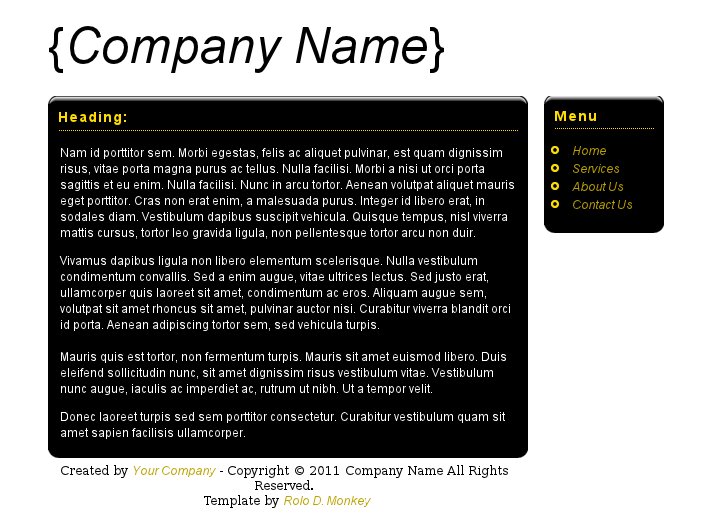 {Company Name}
Heading:
Nam id porttitor sem. Morbi egestas, felis ac aliquet pulvinar, est quam dignissim
risus, vitae porta magna purus ac tellus. Nulla facilisi. Morbi a nisi ut orci porta
sagittis et eu enim. Nulla facilisi. Nunc in arcu tortor. Aenean volutpat aliquet mauris
eget porttitor. Cras non erat enim, a malesuada purus. Integer id libero erat, in
sodales diam. Vestibulum dapibus suscipit vehicula. Quisque tempus, nisl viverra
mattis cursus, tortor leo gravida ligula, non pellentesque tortor arcu non duir.
Vivamus dapibus ligula non libero elementum scelerisque. Nulla vestibulum
condimentum convallis. Sed a enim augue, vitae ultrices lectus. Sed justo erat,
ullamcorper quis laoreet sit amet, condimentum ac eros. Aliquam augue sem,
volutpat sit amet rhoncus sit amet, pulvinar auctor nisi. Curabitur viverra blandit orci
id porta. Aenean adipiscing tortor sem, sed vehicula turpis.
Mauris quis est tortor, non fermentum turpis. Mauris sit amet euismod libero. Duis
eleifend sollicitudin nunc, sit amet dignissim risus vestibulum vitae. Vestibulum
nunc augue, iaculis ac imperdiet ac, rutrum ut nibh. Ut a tempor velit.
Donec laoreet turpis sed sem porttitor consectetur. Curabitur vestibulum quam sit
amet sapien facilisis ullamcorper.
Menu
Home
Services
About Us
Contact Us
Created by Your Company - Copyright © 2011 Company Name All Rights
Reserved.
Template by Rolo D. Monkey